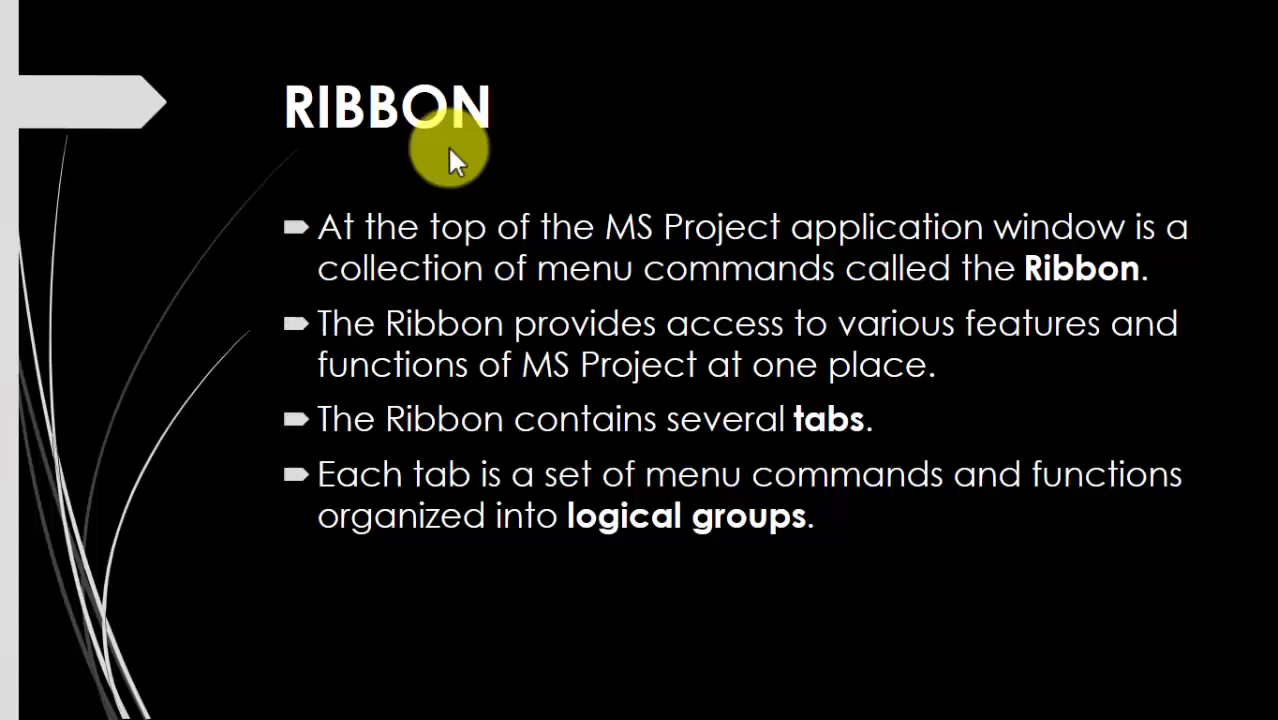 RIBBON
At the top of the MS Project application window is a
collection of menu commands called the Ribbon.
The Ribbon provides access to various features and
functions of MS Project at one place.
The Ribbon contains several tabs.
Each tab is a set of menu commands and functions
organized into logical groups.